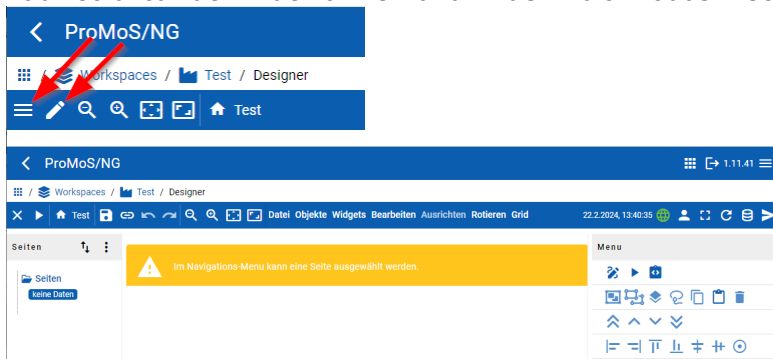 ProMoS/NG
/ Workspaces / Test / Designer
Test
ProMoS/NG 1.11.41
/ Workspaces / Test / Designer
Test Datei Objekte Widgets Bearbeiten Ausrichten Rotieren Grid 22.2.2024, 13:40:35
Seiten Menu
Im Navigations-Menu kann eine Seite ausgewählt werden.
Seiten
keine Daten